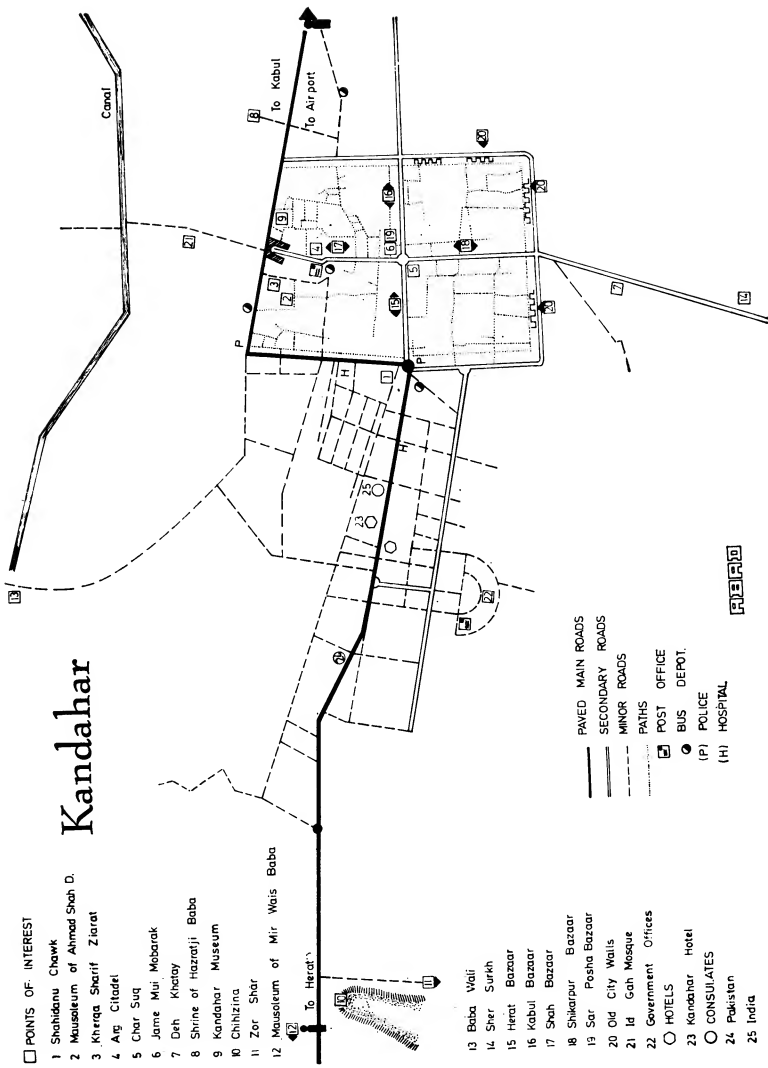 Kandahar
POINTS OF INTEREST
1 Shahidanu Chawk
2 Mausoleum of Ahmad Shah D.
3 Kherqa Sharif Ziarat
4 Arg Citadel
5 Char Suq
6 Jame Mui Mobarak
7 Deh Khatay
8 Shrine of Hazratji Baba
9 Kandahar Museum
10 Chihlzina
11 Zor Shār
12 Mausoleum of Mir Wais Baba
13 Baba Wali
14 Sher Surkh
15 Herat Bazaar
16 Kabul Bazaar
17 Shah Bazaar
18 Shikarpur Bazaar
19 Sar Posha Bazaar
20 Old City Walls
21 Id Gah Mosque
22 Government Offices
HOTELS
23 Kandahar Hotel
CONSULATES
24 Pakistan
25 India
PAVED MAIN ROADS
SECONDARY ROADS
MINOR ROADS
PATHS
POST OFFICE
BUS DEPOT.
(P) POLICE
(H) HOSPITAL
Canal
To Kabul
To Airport
To Herat
13
21
8
9
3
2
4
17
P
6
19
16
20
15
5
18
20
20
7
14
1
P
H
H
25
23
22
24
12
10
11